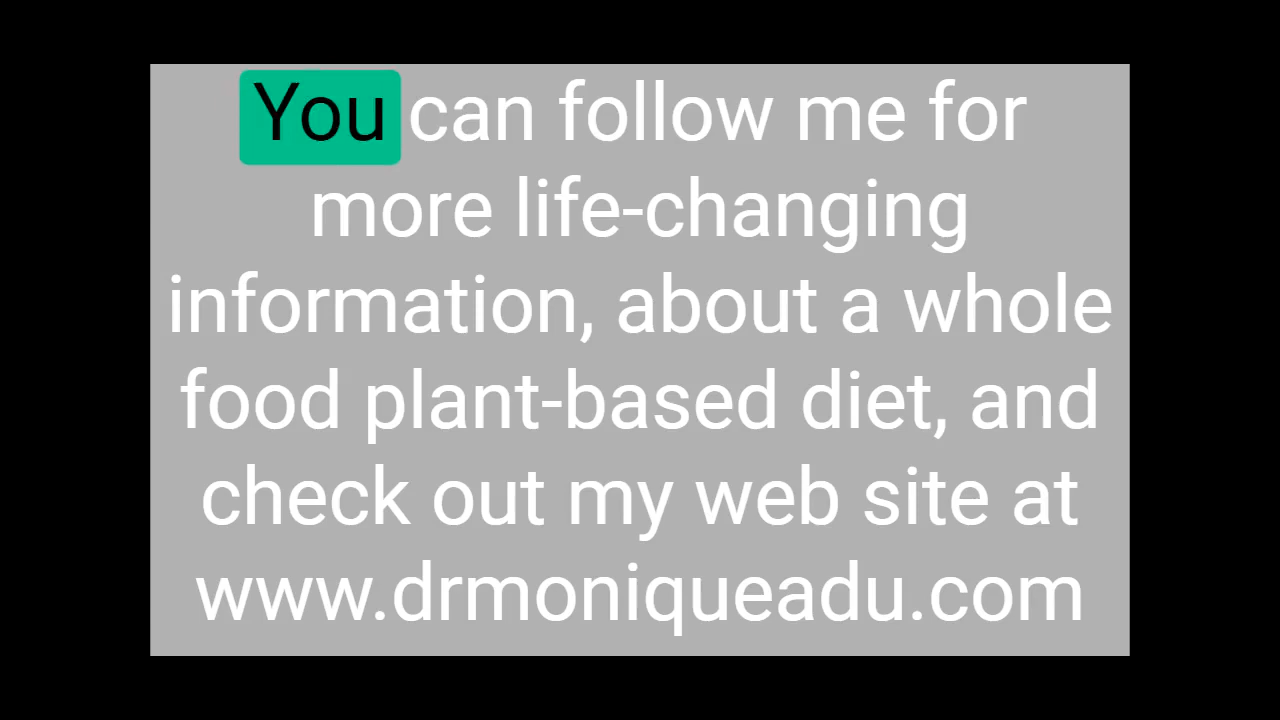 You can follow me for
more life-changing
information, about a whole
food plant-based diet, and
check out my web site at
www.drmoniqueadu.com